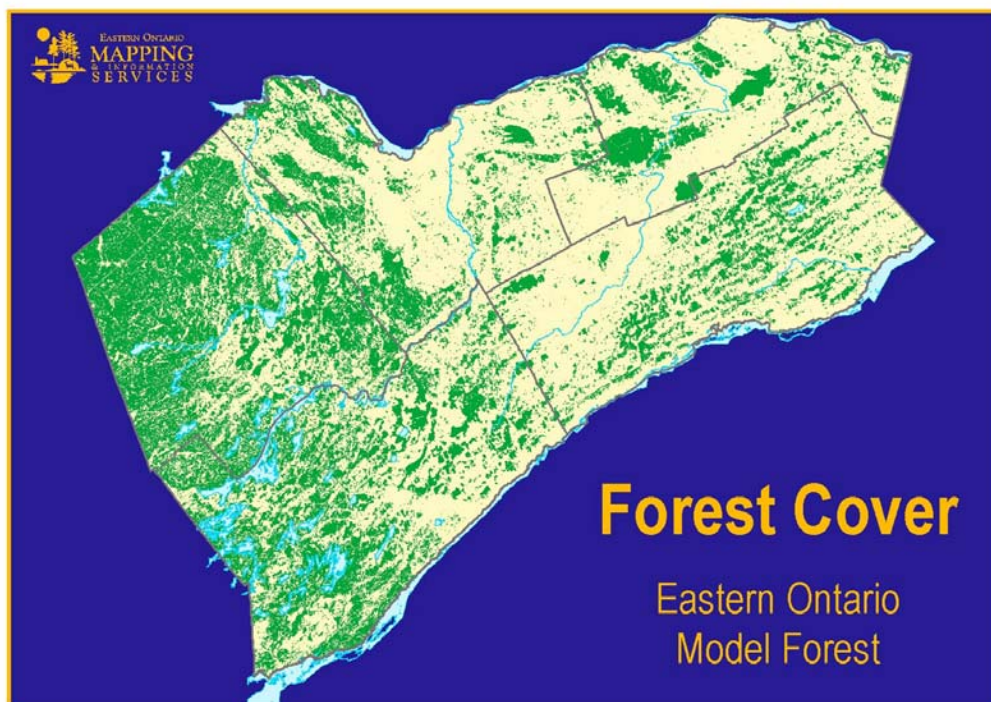 EASTERN ONTARIO
MAPPING
& INFORMATION
SERVICES
Forest Cover
Eastern Ontario
Model Forest